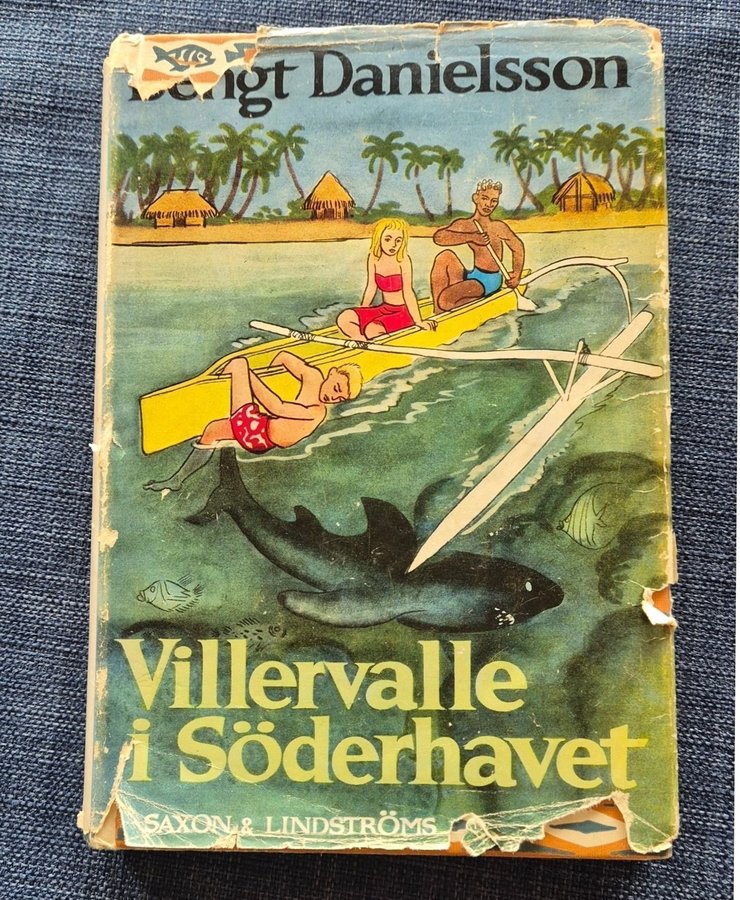 Bengt Danielsson
Villervalle
i Söderhavet
SAXON & LINDSTRÖMS